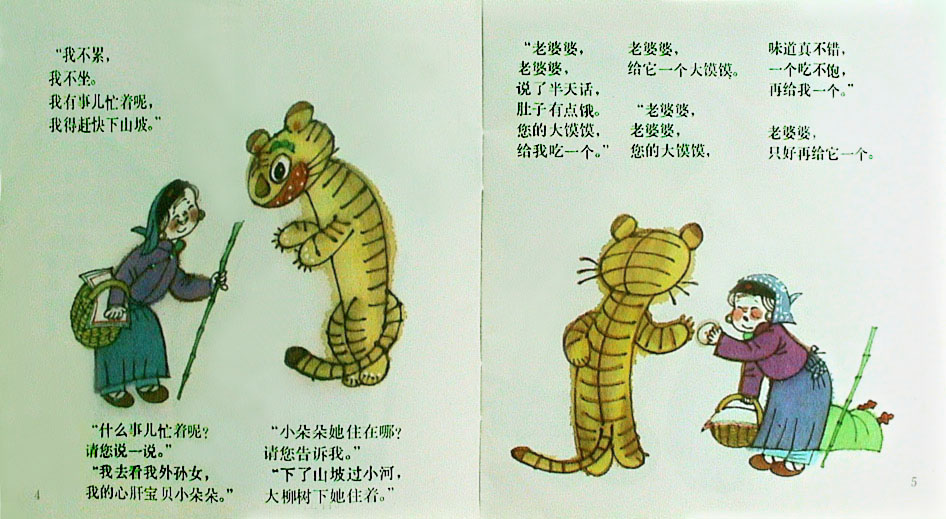 “我不累，
我不坐。
我有事儿忙着呢，
我得赶快下山坡。”
“什么事儿忙着呢？
请您说一说。”
“我去看我外孙女，
我的心肝宝贝小朵朵。”
“小朵朵她住在哪？
请您告诉我。”
“下了山坡过小河，
大柳树下她住着。”
4
“老婆婆，
老婆婆，
说了半天话，
肚子有点饿。
您的大馍馍，
给我吃一个。”
老婆婆，
给它一个大馍馍。
“老婆婆，
老婆婆，
您的大馍馍，
味道真不错，
一个吃不饱，
再给我一个。”
老婆婆，
只好再给它一个。
5